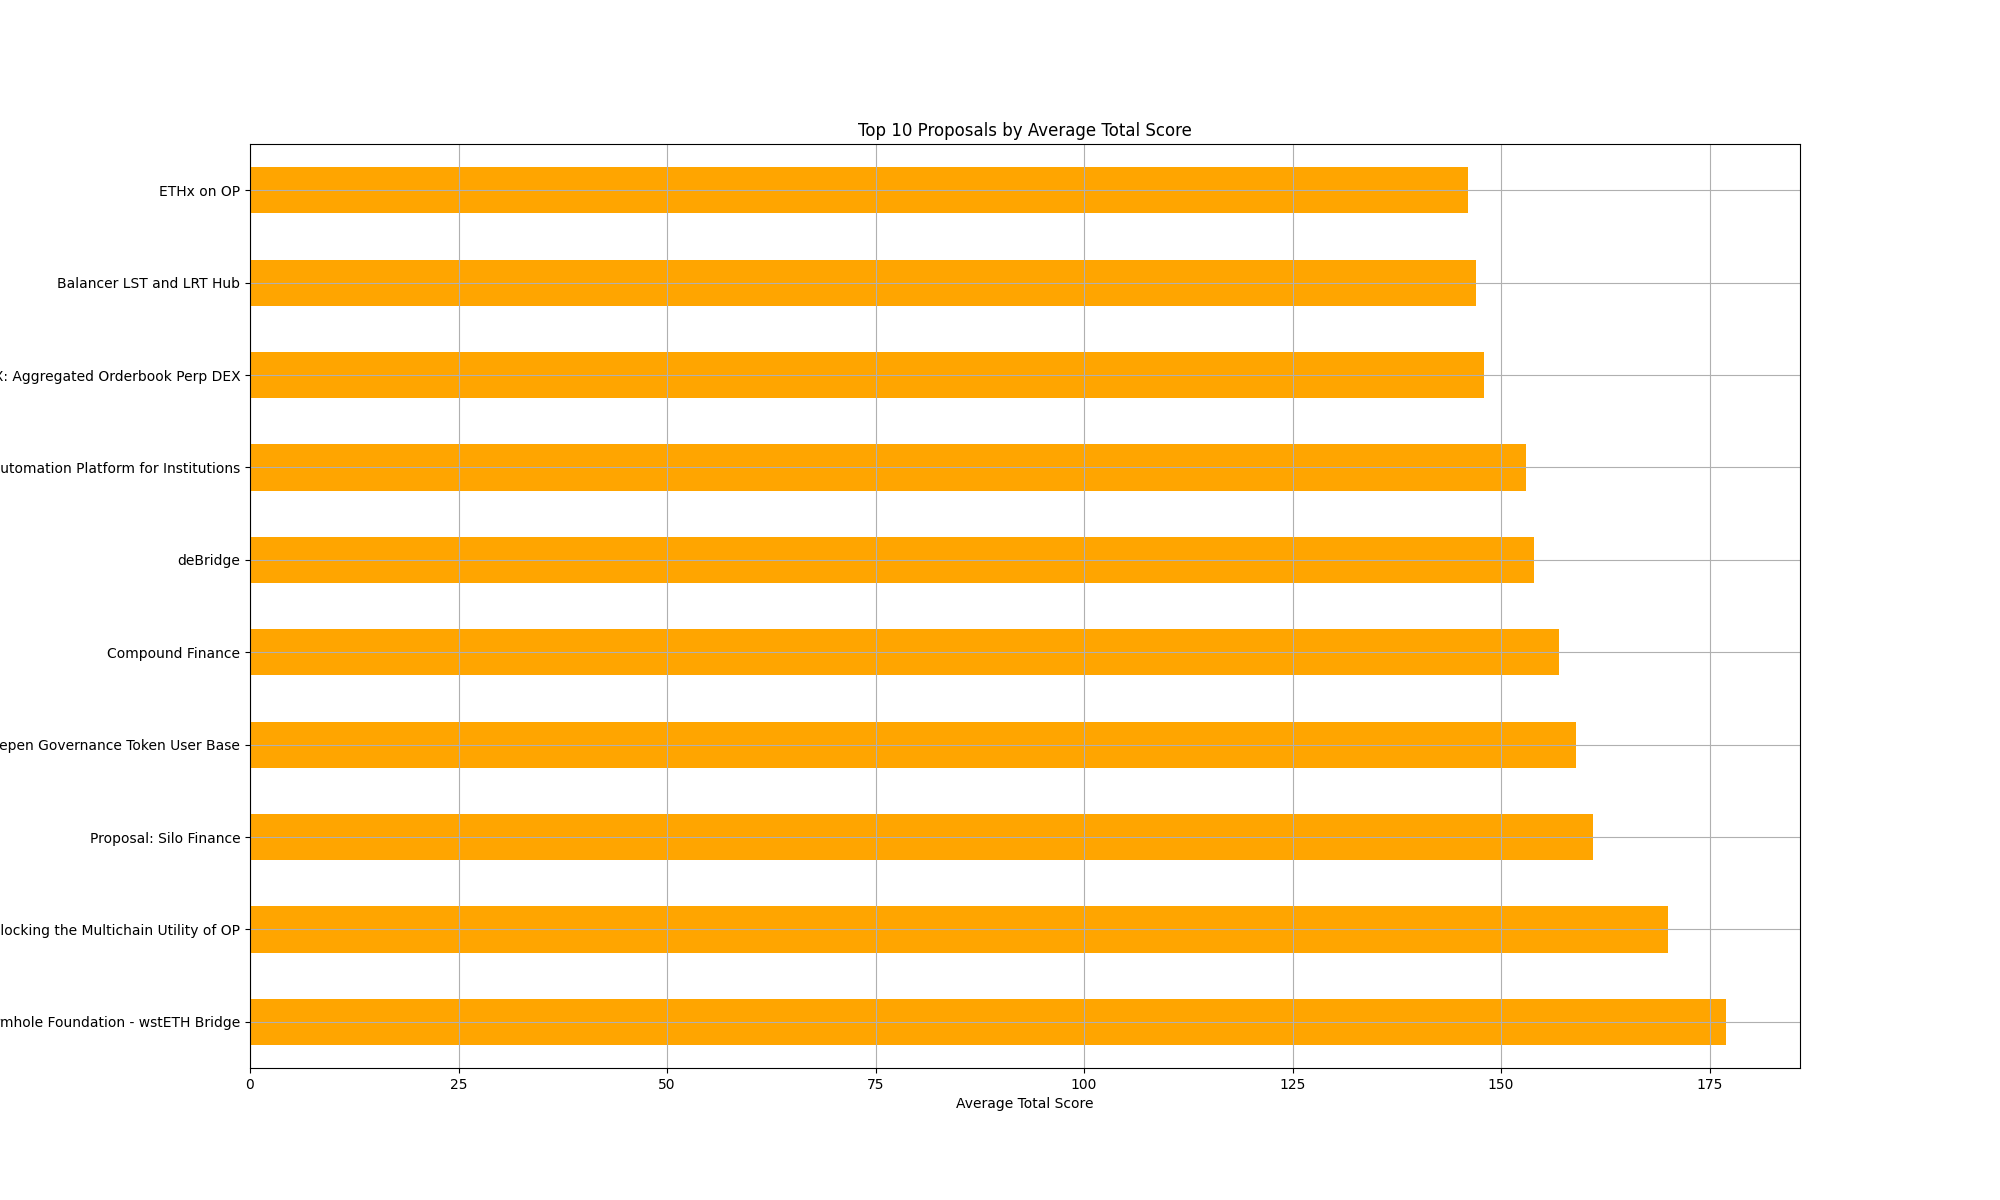 Top 10 Proposals by Average Total Score
ETHx on OP
Balancer LST and LRT Hub
X: Aggregated Orderbook Perp DEX
utomation Platform for Institutions
deBridge
Compound Finance
epen Governance Token User Base
Proposal: Silo Finance
locking the Multichain Utility of OP
mhole Foundation - wstETH Bridge
0 25 50 75 100 125 150 175
Average Total Score